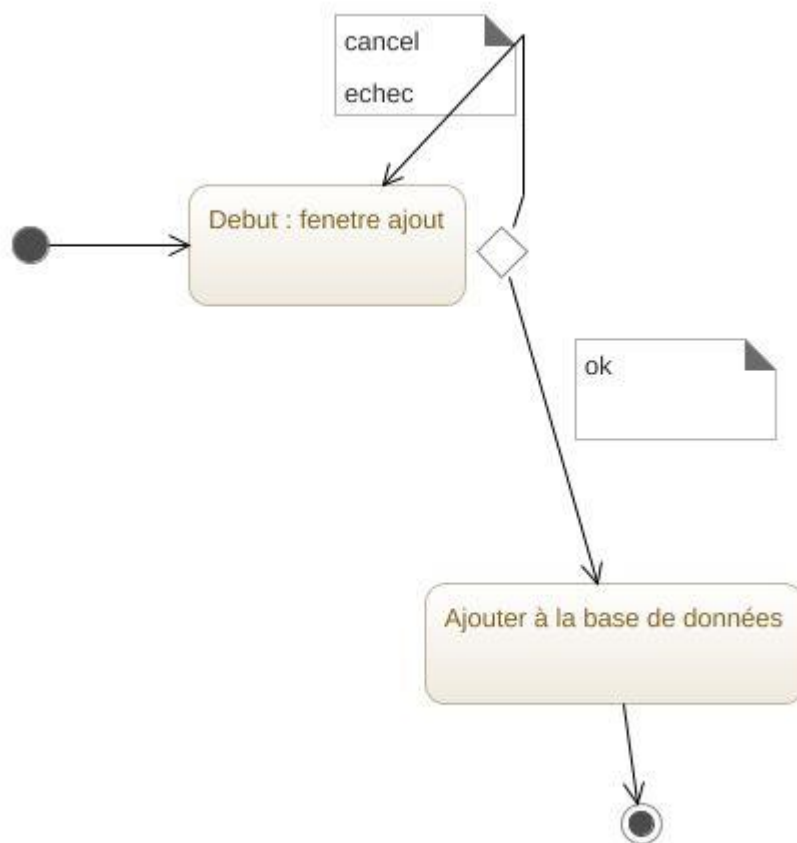 cancel
echec
Debut : fenetre ajout
ok
Ajouter à la base de données